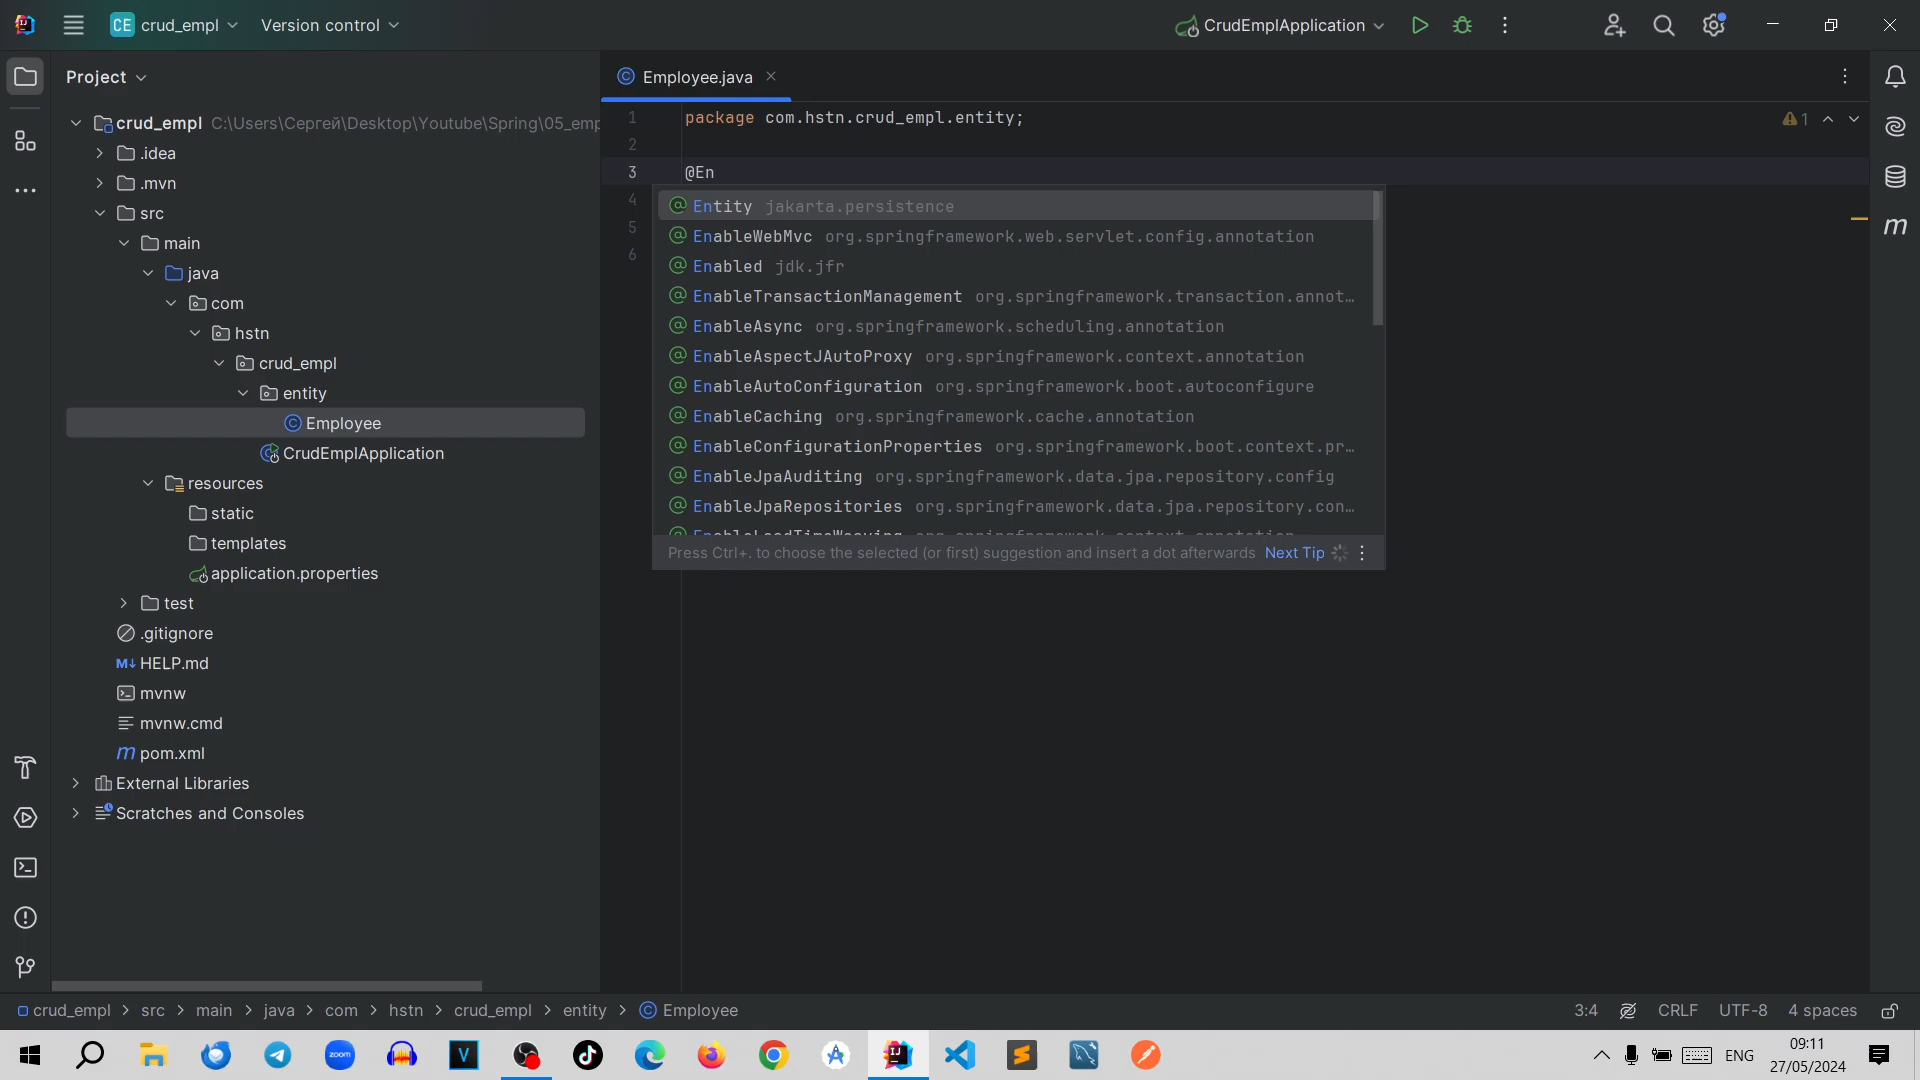 CE crud_empl Version control CrudEmplApplication
Project
Employee.java
crud_empl C:\Users\Сергей\Desktop\Youtube\Spring\05_emp
.idea
.mvn
src
main
java
com
hstn
crud_empl
entity
Employee
CrudEmplApplication
resources
static
templates
application.properties
test
.gitignore
M↓ HELP.md
mvnw
mvnw.cmd
m pom.xml
External Libraries
Scratches and Consoles
1 package com.hstn.crud_empl.entity;
1
2
3 @En
4
5
6
Entity jakarta.persistence
EnableWebMvc org.springframework.web.servlet.config.annotation
Enabled jdk.jfr
EnableTransactionManagement org.springframework.transaction.annot…
EnableAsync org.springframework.scheduling.annotation
EnableAspectJAutoProxy org.springframework.context.annotation
EnableAutoConfiguration org.springframework.boot.autoconfigure
EnableCaching org.springframework.cache.annotation
EnableConfigurationProperties org.springframework.boot.context.pr…
EnableJpaAuditing org.springframework.data.jpa.repository.config
EnableJpaRepositories org.springframework.data.jpa.repository.con…
EnableLoadTimeWeaving org.springframework.context.annotation
Press Ctrl+. to choose the selected (or first) suggestion and insert a dot afterwards Next Tip
m
crud_empl > src > main > java > com > hstn > crud_empl > entity > Employee
3:4 CRLF UTF-8 4 spaces
zoom
ENG
09:11
27/05/2024